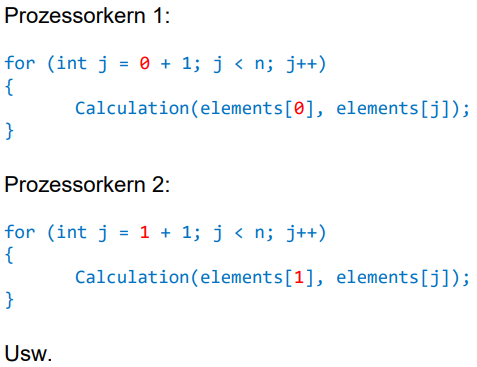 Prozessorkern 1:
for (int j = 0 + 1; j < n; j++)
{
Calculation(elements[0], elements[j]);
}
Prozessorkern 2:
for (int j = 1 + 1; j < n; j++)
{
Calculation(elements[1], elements[j]);
}
Usw.